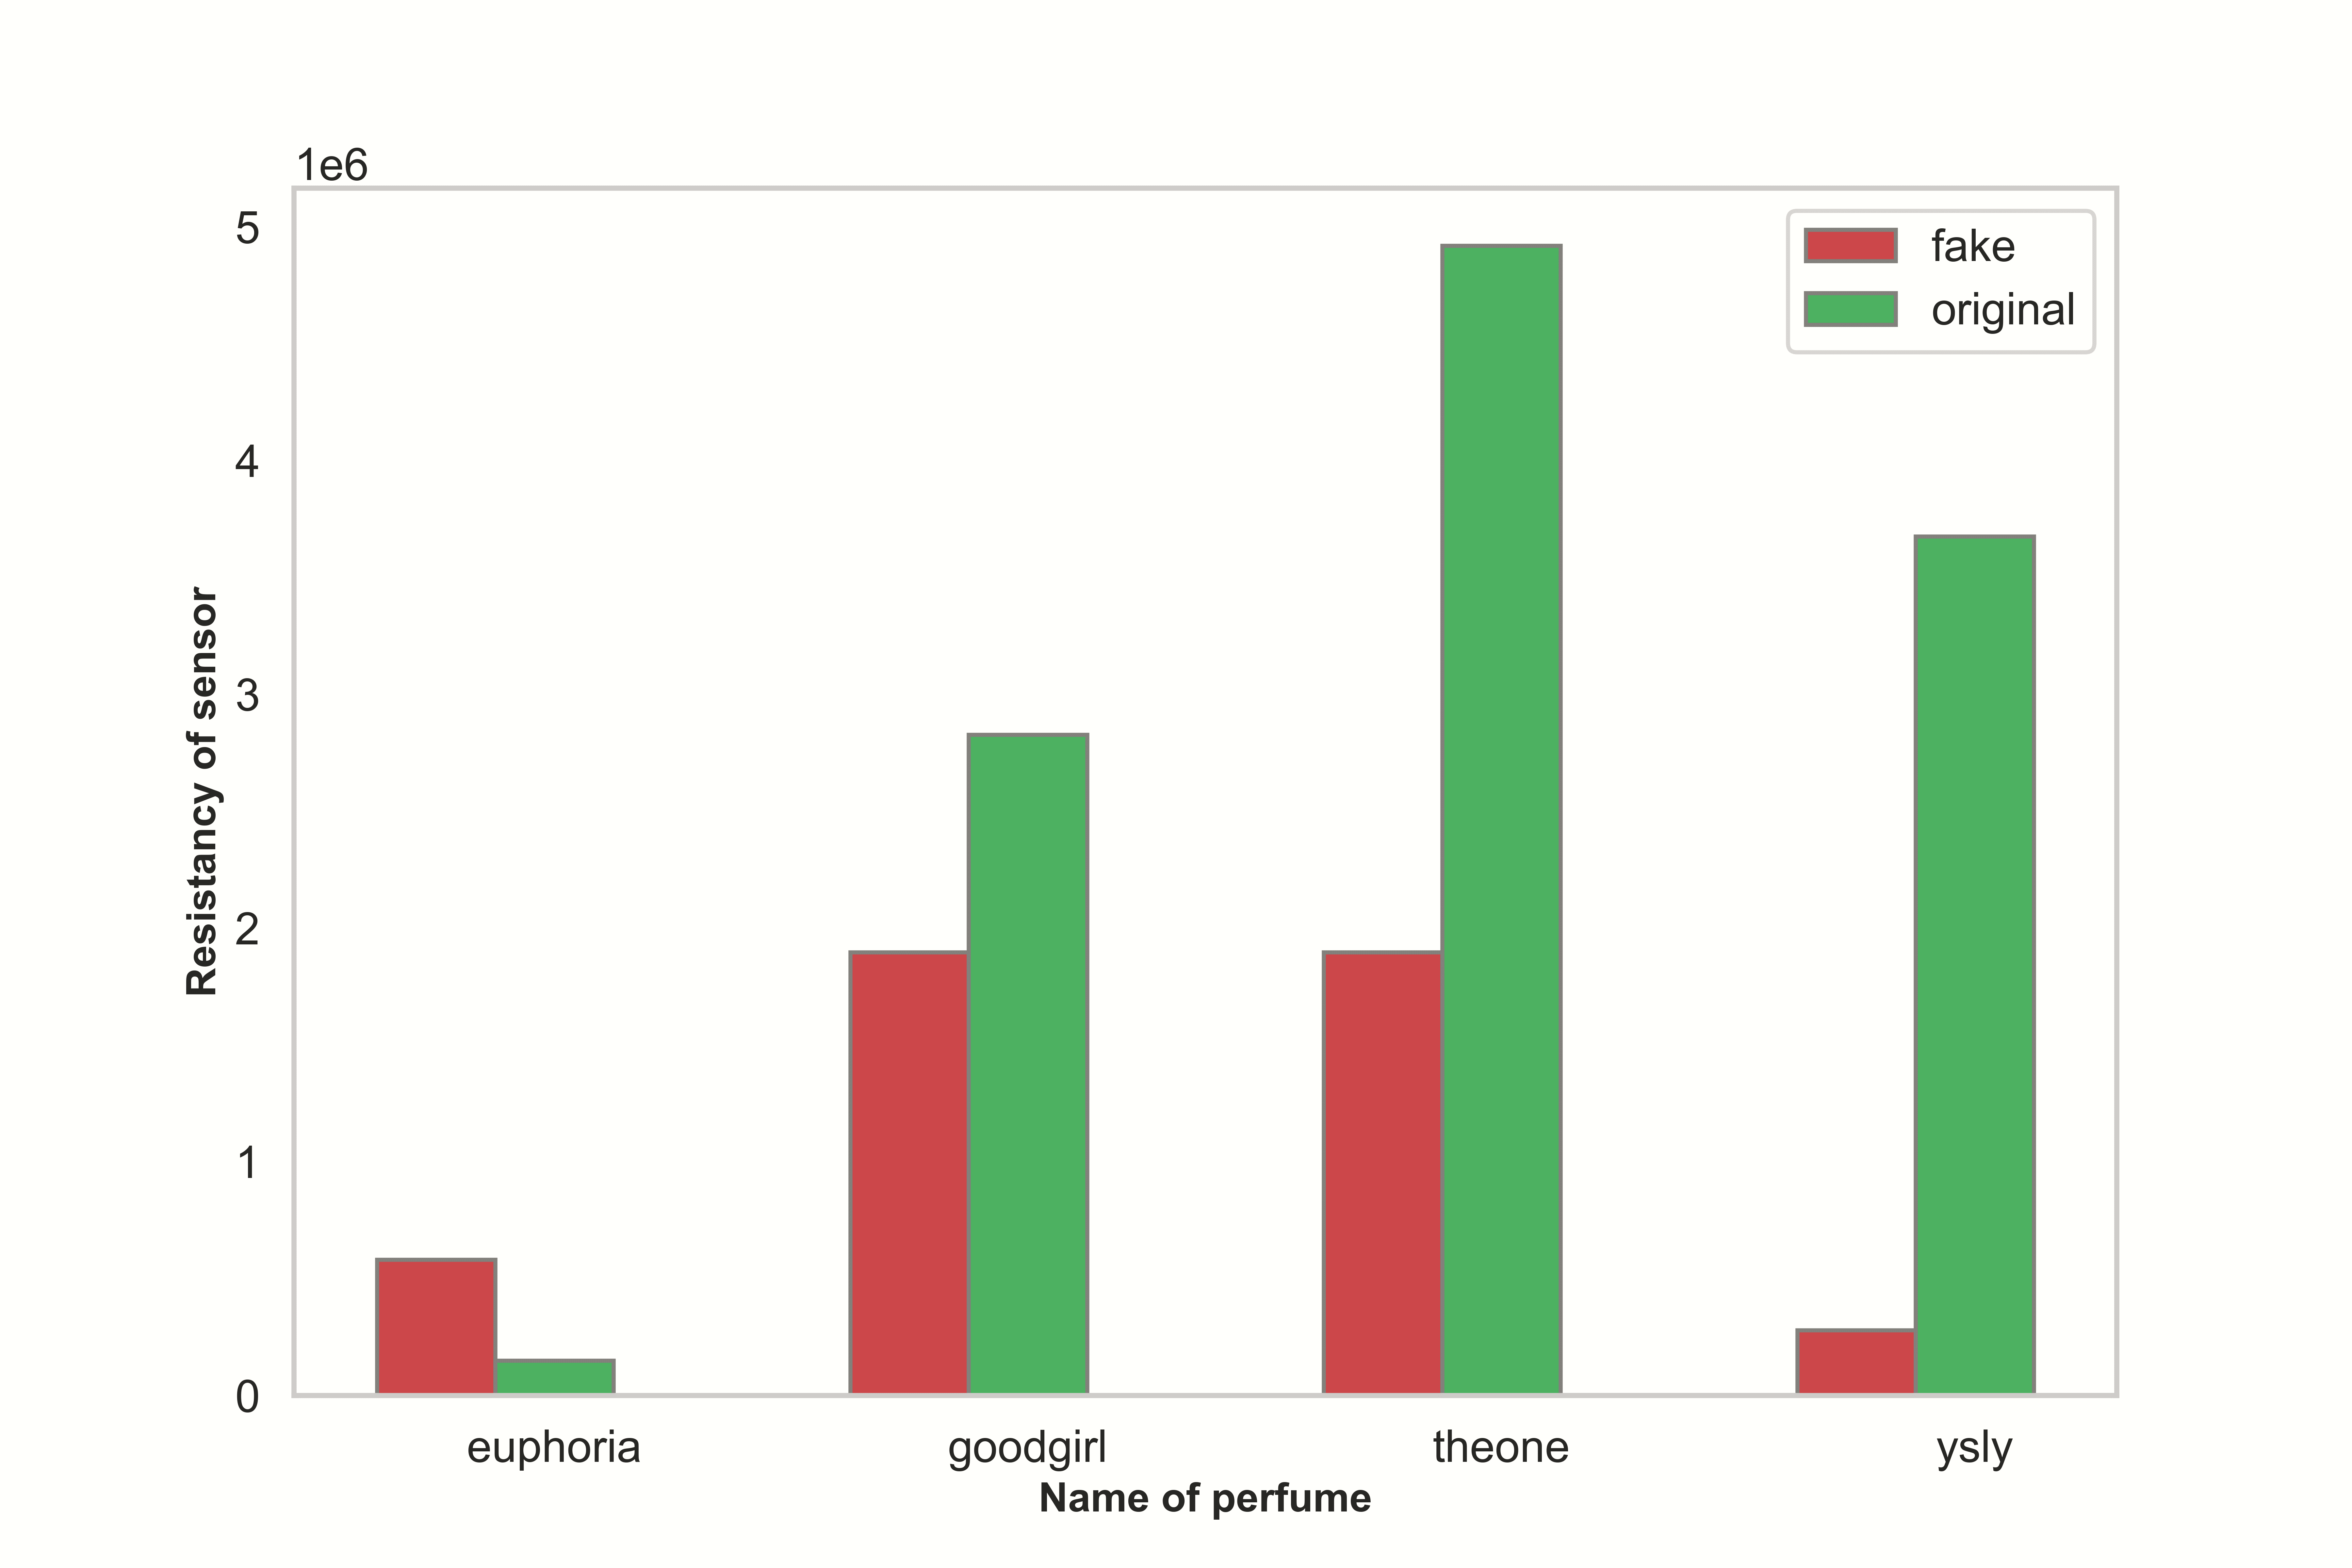 1e6
5
4
3
2
1
0
Resistancy of sensor
fake
original
euphoria
goodgirl
theone
ysly
Name of perfume